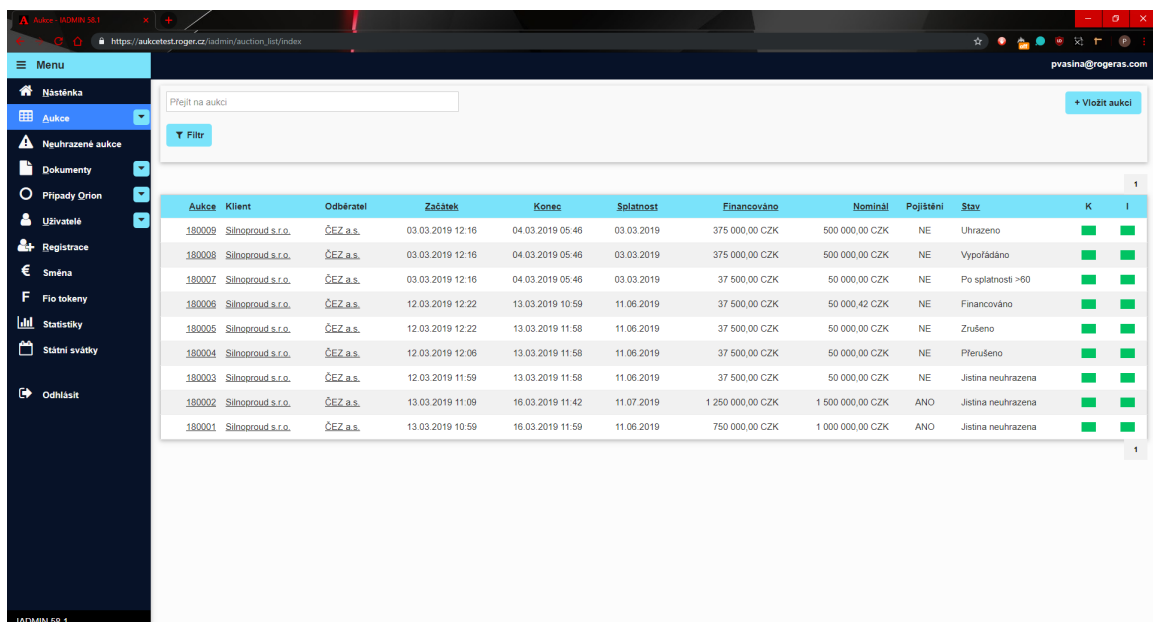 Aukce - IADMIN 58.1
https://aukcetest.roger.cz/iadmin/auction_list/index
Menu
pvasina@rogeras.com
Nástěnka
Aukce
Neuhrazené aukce
Dokumenty
Případy Orion
Uživatelé
Registrace
Směna
Fio tokeny
Statistiky
Státní svátky
Odhlásit
IADMIN 58.1
Přejít na aukci
+ Vložit aukci
Filtr
1
Aukce Klient Odběratel Začátek Konec Splatnost Financováno Nominál Pojištění Stav K I
180009 Silnoproud s.r.o. ČEZ a.s. 03.03.2019 12:16 04.03.2019 05:46 03.03.2019 375 000,00 CZK 500 000,00 CZK NE Uhrazeno
180008 Silnoproud s.r.o. ČEZ a.s. 03.03.2019 12:16 04.03.2019 05:46 03.03.2019 375 000,00 CZK 500 000,00 CZK NE Vypořádáno
180007 Silnoproud s.r.o. ČEZ a.s. 03.03.2019 12:16 04.03.2019 05:46 03.03.2019 37 500,00 CZK 50 000,00 CZK NE Po splatnosti >60
180006 Silnoproud s.r.o. ČEZ a.s. 12.03.2019 12:22 13.03.2019 10:59 11.06.2019 37 500,00 CZK 50 000,42 CZK NE Financováno
180005 Silnoproud s.r.o. ČEZ a.s. 12.03.2019 12:22 13.03.2019 11:58 11.06.2019 37 500,00 CZK 50 000,00 CZK NE Zrušeno
180004 Silnoproud s.r.o. ČEZ a.s. 12.03.2019 12:06 13.03.2019 11:58 11.06.2019 37 500,00 CZK 50 000,00 CZK NE Přerušeno
180003 Silnoproud s.r.o. ČEZ a.s. 12.03.2019 11:59 13.03.2019 11:58 11.06.2019 37 500,00 CZK 50 000,00 CZK NE Jistina neuhrazena
180002 Silnoproud s.r.o. ČEZ a.s. 13.03.2019 11:09 16.03.2019 11:42 11.07.2019 1 250 000,00 CZK 1 500 000,00 CZK ANO Jistina neuhrazena
180001 Silnoproud s.r.o. ČEZ a.s. 13.03.2019 10:59 16.03.2019 11:59 11.06.2019 750 000,00 CZK 1 000 000,00 CZK ANO Jistina neuhrazena
1